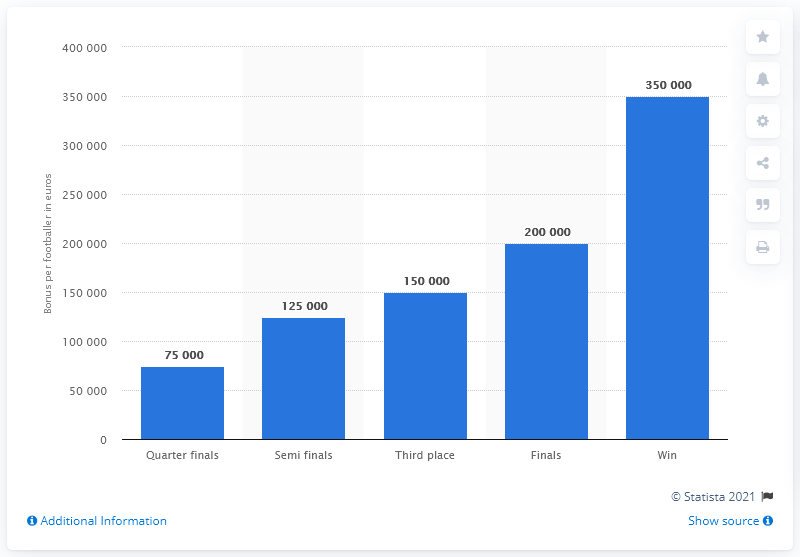 400 000
350 000
300 000
250 000
200 000
150 000
100 000
50 000
0
Bonus per footballer in euros
75 000
125 000
150 000
200 000
350 000
Quarter finals
Semi finals
Third place
Finals
Win
© Statista 2021
Additional Information
Show source